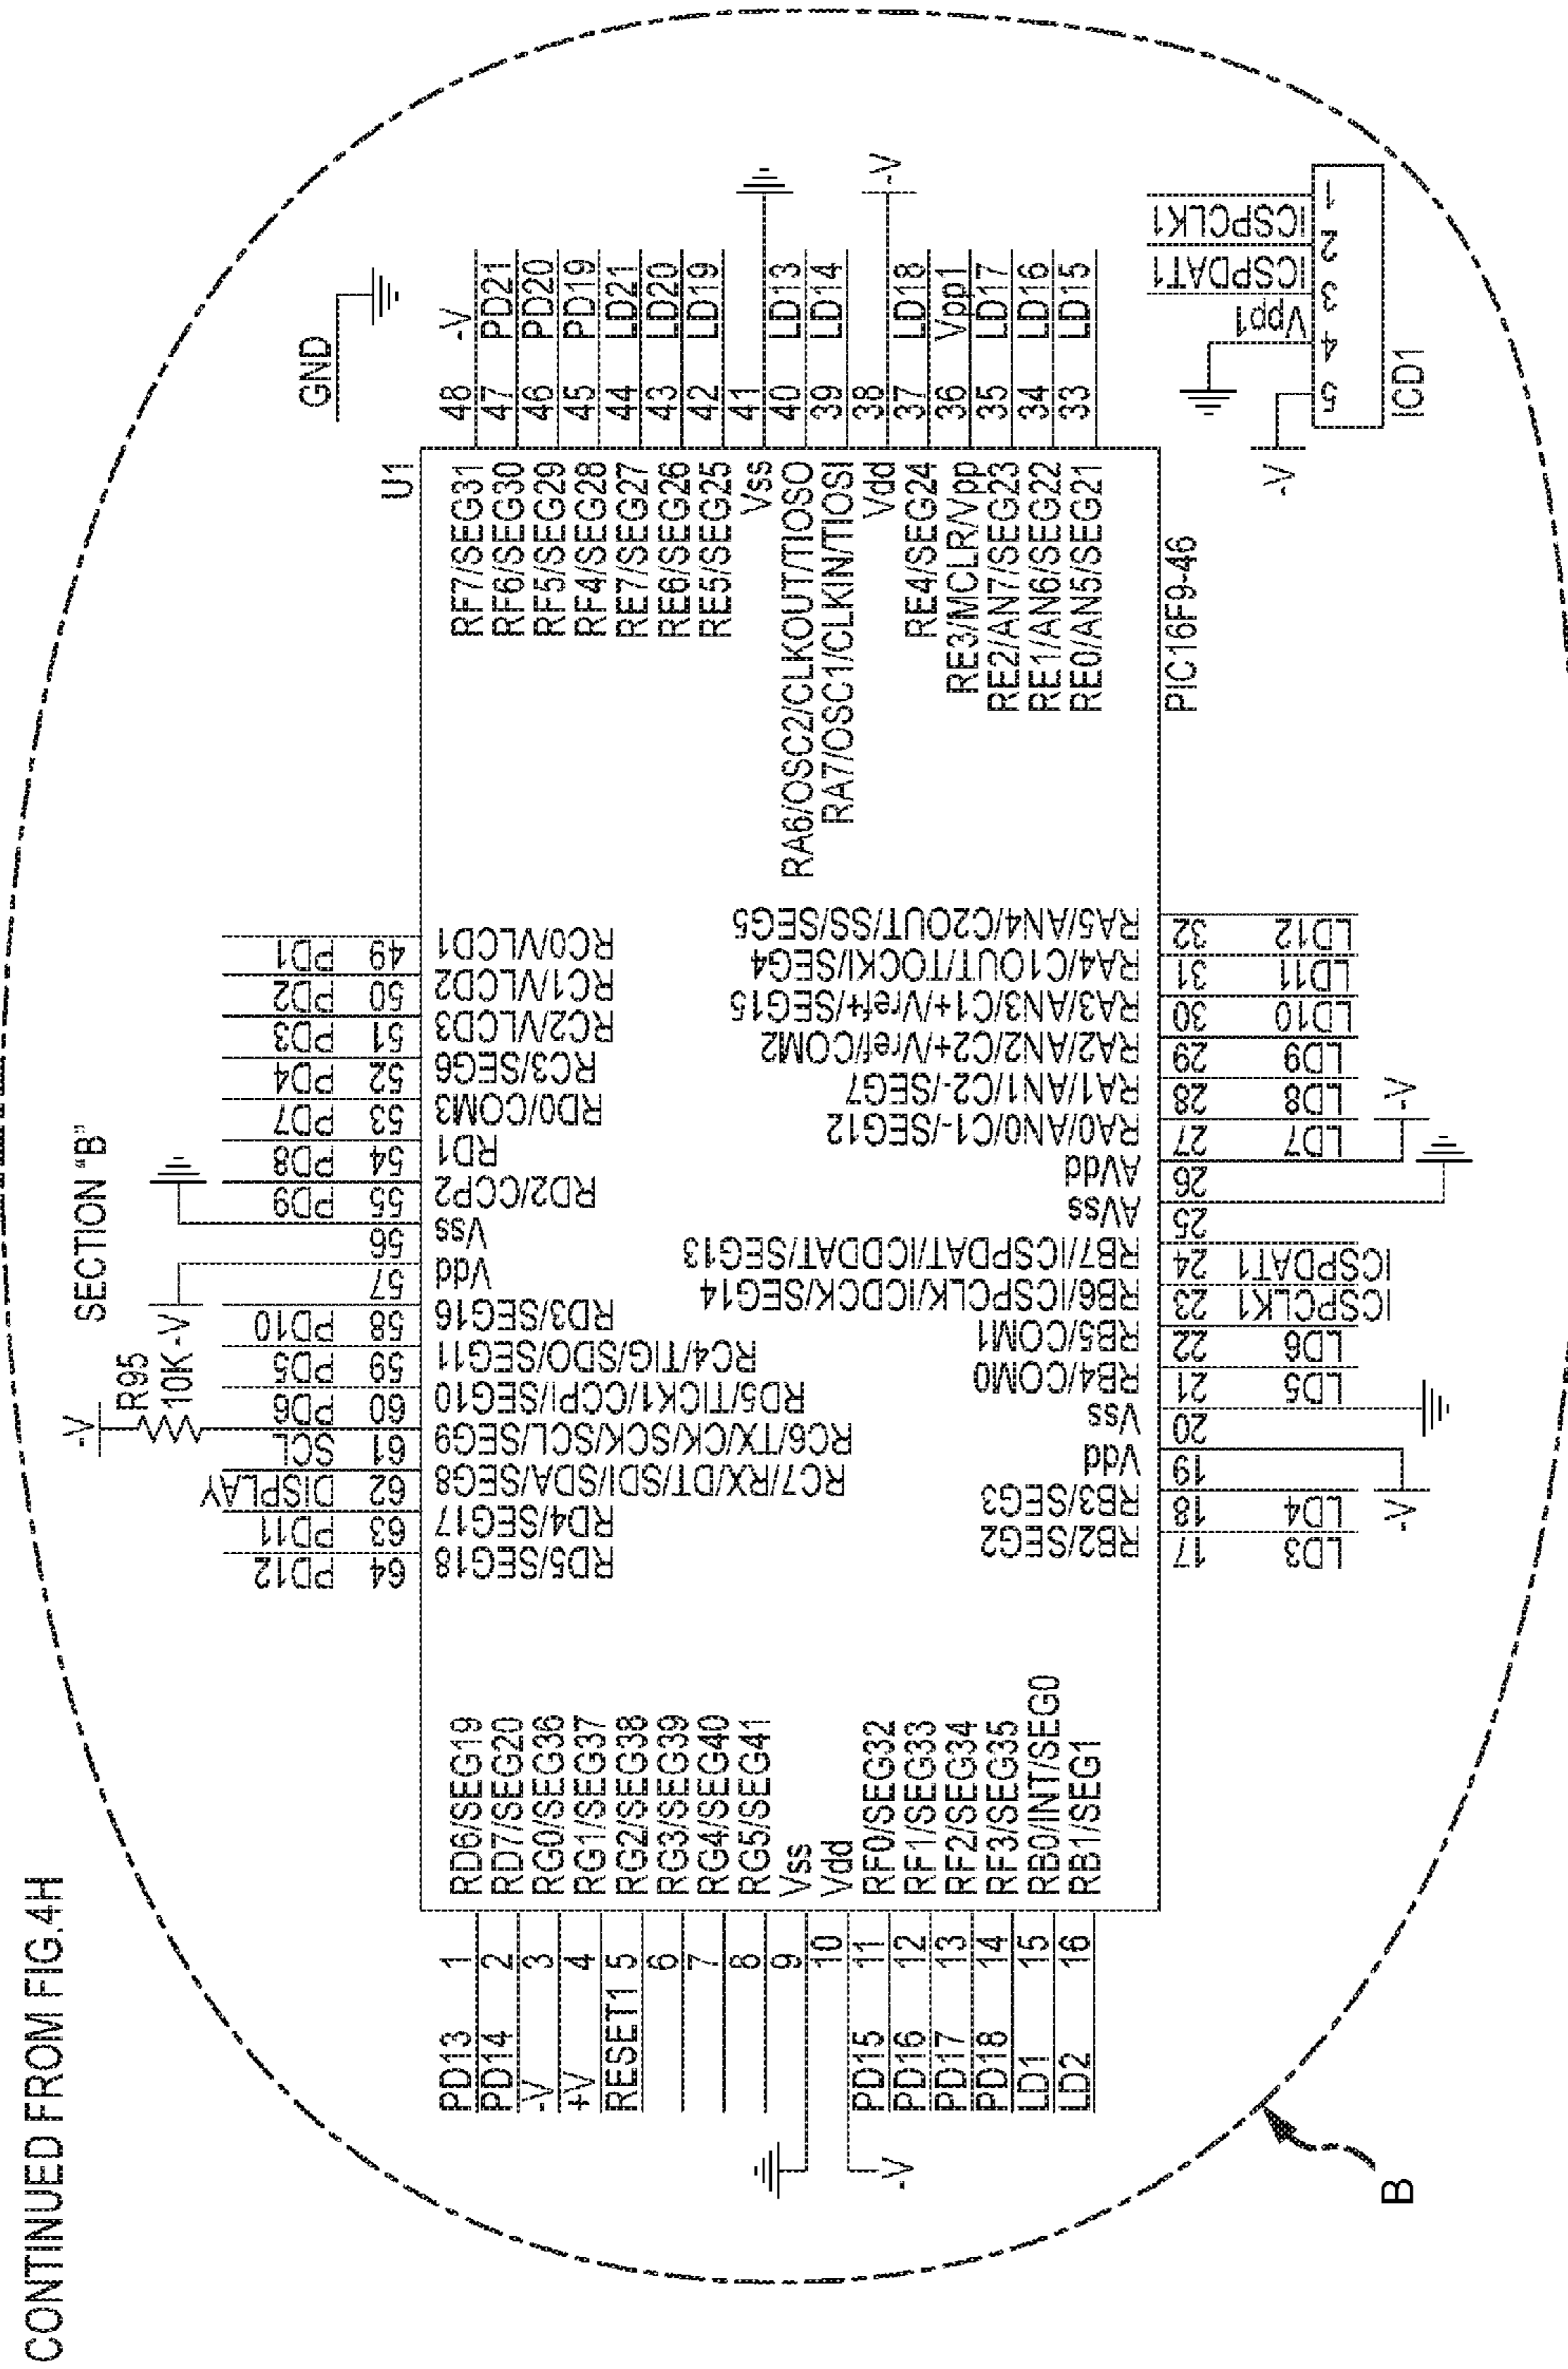 CONTINUED FROM FIG.4H
SECTION "B"
-V
R95
10K
-V
GND
U1
PIC16F9-46
PD13 1 RD6/SEG19
PD14 2 RD7/SEG20
-V 3 RG0/SEG36
+V 4 RG1/SEG37
RESET1 5 RG2/SEG38
6 RG3/SEG39
7 RG4/SEG40
8 RG5/SEG41
9 Vss
10 Vdd
-V
PD15 11 RF0/SEG32
PD16 12 RF1/SEG33
PD17 13 RF2/SEG34
PD18 14 RF3/SEG35
LD1 15 RB0/INT/SEG0
LD2 16 RB1/SEG1
64 PD12 RD5/SEG18
63 PD11 RD4/SEG17
62 DISPLAY RC7/RX/DT/SDI/SDA/SEG8
61 SCL RC6/TX/CK/SCK/SCL/SEG9
60 PD6 RD5/TICK1/CCPI/SEG10
59 PD5 RC4/TIG/SDO/SEG11
58 PD10 RD3/SEG16
57 Vdd
56 Vss
55 PD9 RD2/CCP2
54 PD8 RD1
53 PD7 RD0/COM3
52 PD4 RC3/SEG6
51 PD3 RC2/VLCD3
50 PD2 RC1/VLCD2
49 PD1 RC0/VLCD1
RF7/SEG31 48 -V
RF6/SEG30 47 PD21
RF5/SEG29 46 PD20
RF4/SEG28 45 PD19
RE7/SEG27 44 LD21
RE6/SEG26 43 LD20
RE5/SEG25 42 LD19
Vss 41
RA6/OSC2/CLKOUT/TIOSO 40 LD13
RA7/OSC1/CLKIN/TIOSI 39 LD14
Vdd 38
-V
RE4/SEG24 37 LD18
RE3/MCLR/Vpp 36 Vpp1
RE2/AN7/SEG23 35 LD17
RE1/AN6/SEG22 34 LD16
RE0/AN5/SEG21 33 LD15
RB2/SEG2 17 LD3
RB3/SEG3 18 LD4
Vdd 19
-V
Vss 20
RB4/COM0 21 LD5
RB5/COM1 22 LD6
RB6/ICSPCLK/ICDCK/SEG14 23 ICSPCLK1
RB7/ICSPDAT/ICDDAT/SEG13 24 ICSPDAT1
AVss 25
AVdd 26
-V
RA0/AN0/C1-/SEG12 27 LD7
RA1/AN1/C2-/SEG7 28 LD8
RA2/AN2/C2+/Vref/COM2 29 LD9
RA3/AN3/C1+/Vref+/SEG15 30 LD10
RA4/C1OUT/TOCKI/SEG4 31 LD11
RA5/AN4/C2OUT/SS/SEG5 32 LD12
-V
5 4 3 2 1
Vpp1
ICSPDAT1
ICSPCLK1
ICD1
B